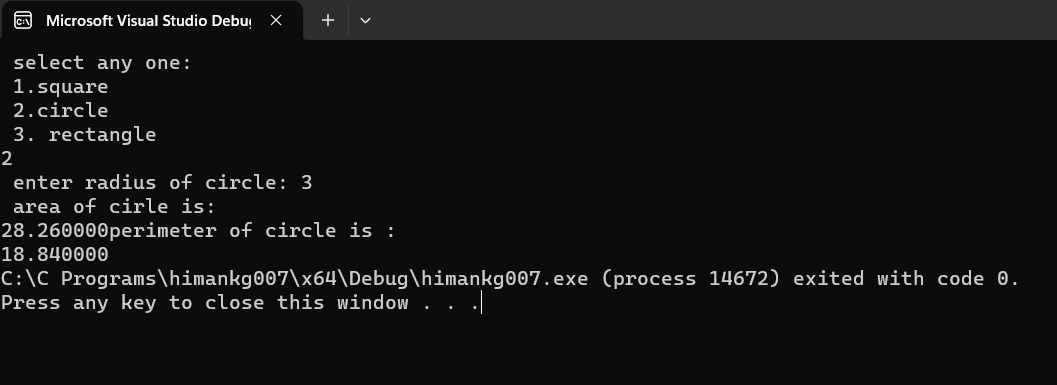 Microsoft Visual Studio Debu
select any one:
1.square
2.circle
3. rectangle
2
enter radius of circle: 3
area of cirle is:
28.260000perimeter of circle is :
18.840000
C:\C Programs\himankg007\x64\Debug\himankg007.exe (process 14672) exited with code 0.
Press any key to close this window . . .